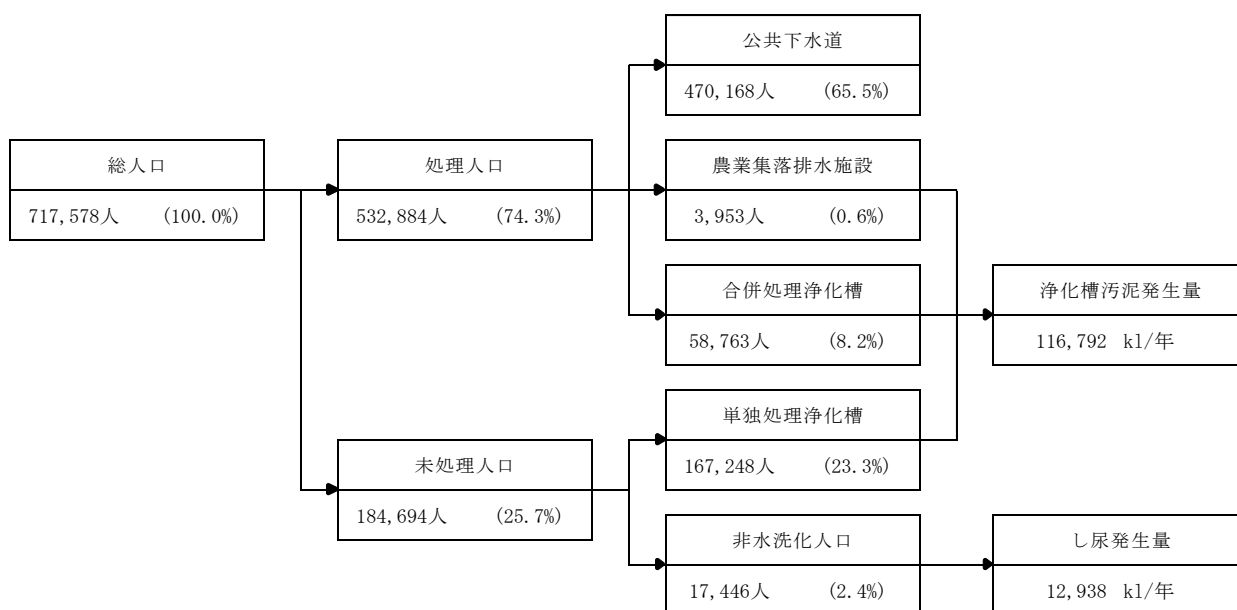 公共下水道
470,168人 (65.5%)
総人口
717,578人 (100.0%)
処理人口
532,884人 (74.3%)
農業集落排水施設
3,953人 (0.6%)
合併処理浄化槽
58,763人 (8.2%)
浄化槽汚泥発生量
116,792 kl/年
未処理人口
184,694人 (25.7%)
単独処理浄化槽
167,248人 (23.3%)
非水洗化人口
17,446人 (2.4%)
し尿発生量
12,938 kl/年